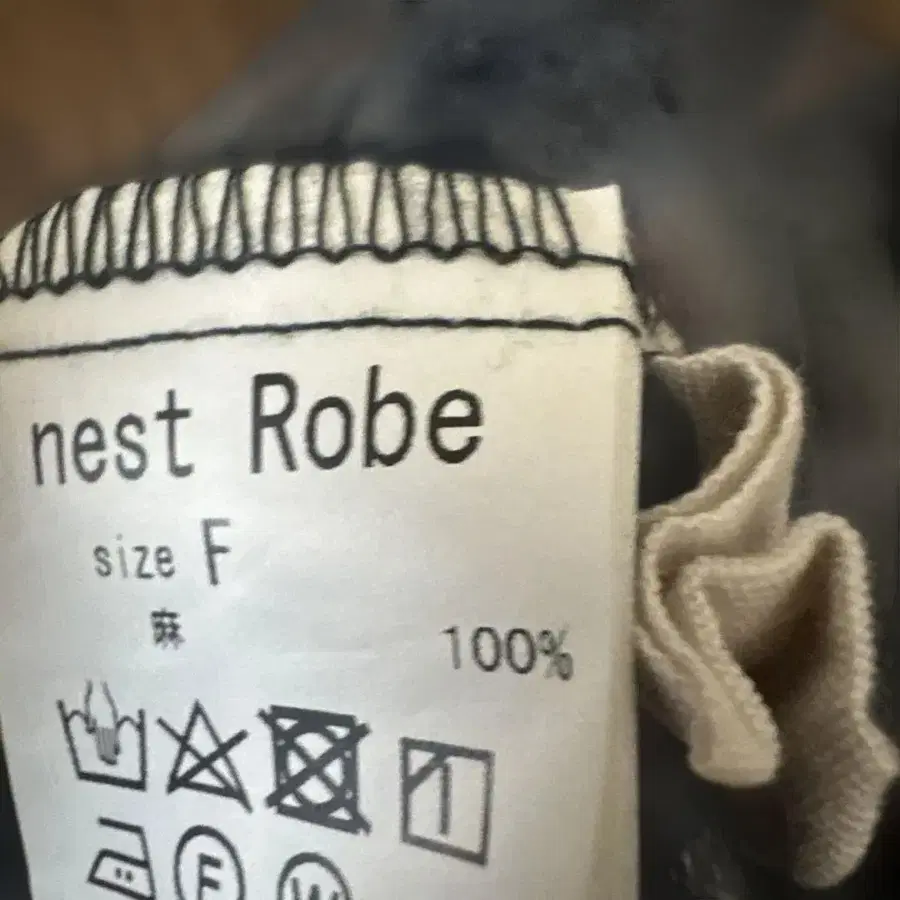 nest Robe
size F
麻 100%
F W